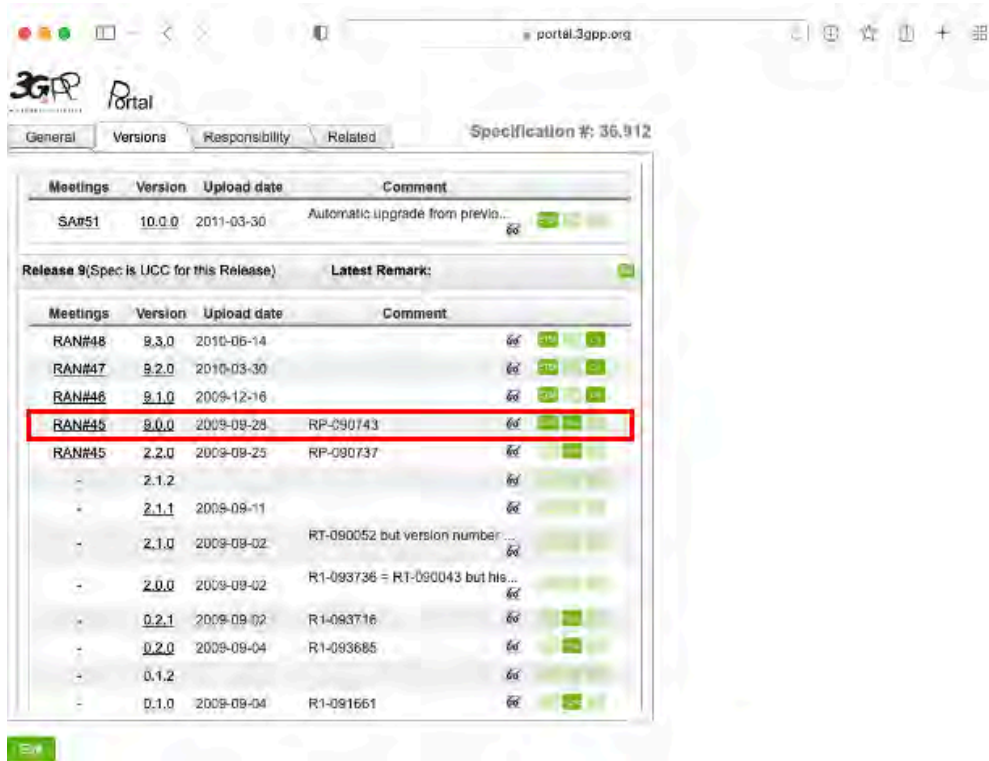 portal.3gpp.org
3GPP Portal
General Versions Responsibility Related Specification #: 36.912
Meetings Version Upload date Comment
SA#51 10.0.0 2011-03-30 Automatic upgrade from previo...
Release 9(Spec is UCC for this Release) Latest Remark:
Meetings Version Upload date Comment
RAN#48 9.3.0 2010-06-14
RAN#47 9.2.0 2010-03-30
RAN#46 9.1.0 2009-12-16
RAN#45 9.0.0 2009-09-28 RP-090743
RAN#45 2.2.0 2009-09-25 RP-090737
- 2.1.2
- 2.1.1 2009-09-11
- 2.1.0 2009-09-02 RT-090052 but version number ...
- 2.0.0 2009-09-02 R1-093736 = RT-090043 but his...
- 0.2.1 2009-09-02 R1-093716
- 0.2.0 2009-09-04 R1-093685
- 0.1.2
- 0.1.0 2009-09-04 R1-091661
Exit